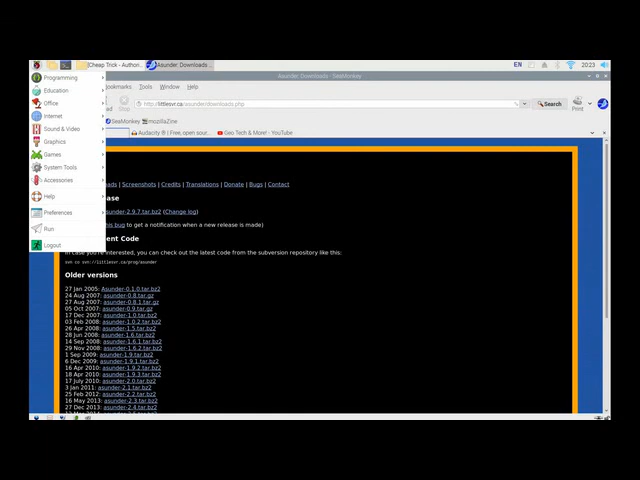 [Cheap Trick - Authori... Asunder: Downloads ... EN 20:23
Asunder: Downloads - SeaMonkey
Programming
Education
Office
Internet
Sound & Video
Graphics
Games
System Tools
Accessories
Help
Preferences
Run
Logout
ookmarks Tools Window Help
http://littlesvr.ca/asunder/downloads.php Search Print
SeaMonkey mozillaZine
Audacity ® | Free, open sour... Geo Tech & More! - YouTube
ads | Screenshots | Credits | Translations | Donate | Bugs | Contact
ase
sunder-2.9.7.tar.bz2 (Change log)
his bug to get a notification when a new release is made)
ent Code
In case you're interested, you can check out the latest code from the subversion repository like this:
svn co svn://littlesvr.ca/prog/asunder
Older versions
27 Jan 2005: Asunder-0.1.0.tar.bz2
24 Aug 2007: asunder-0.8.tar.gz
27 Aug 2007: asunder-0.8.1.tar.gz
05 Oct 2007: asunder-0.9.tar.gz
17 Dec 2007: asunder-1.0.tar.bz2
03 Feb 2008: asunder-1.0.2.tar.bz2
26 Apr 2008: asunder-1.5.tar.bz2
28 Jun 2008: asunder-1.6.tar.bz2
14 Sep 2008: asunder-1.6.1.tar.bz2
29 Nov 2008: asunder-1.6.2.tar.bz2
1 Sep 2009: asunder-1.9.tar.bz2
6 Dec 2009: asunder-1.9.1.tar.bz2
16 Apr 2010: asunder-1.9.2.tar.bz2
18 Apr 2010: asunder-1.9.3.tar.bz2
17 July 2010: asunder-2.0.tar.bz2
3 Jan 2011: asunder-2.1.tar.bz2
25 Feb 2012: asunder-2.2.tar.bz2
16 May 2013: asunder-2.3.tar.bz2
27 Dec 2013: asunder-2.4.tar.bz2